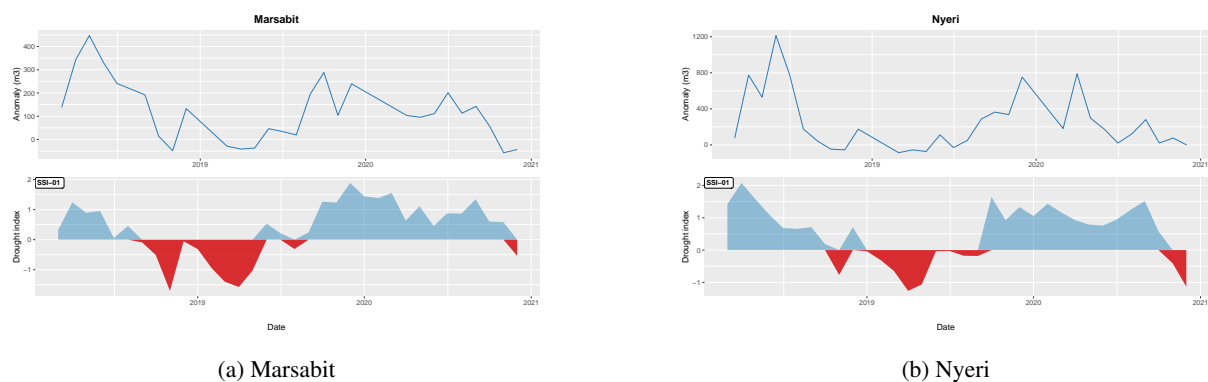 Marsabit
Anomaly (m3)
400
300
200
100
0
2019
2020
2021
SSI−01
Drought index
2
1
0
−1
2019
2020
2021
Date
(a) Marsabit
Nyeri
Anomaly (m3)
1200
800
400
0
2019
2020
2021
SSI−01
Drought index
2
1
0
−1
2019
2020
2021
Date
(b) Nyeri